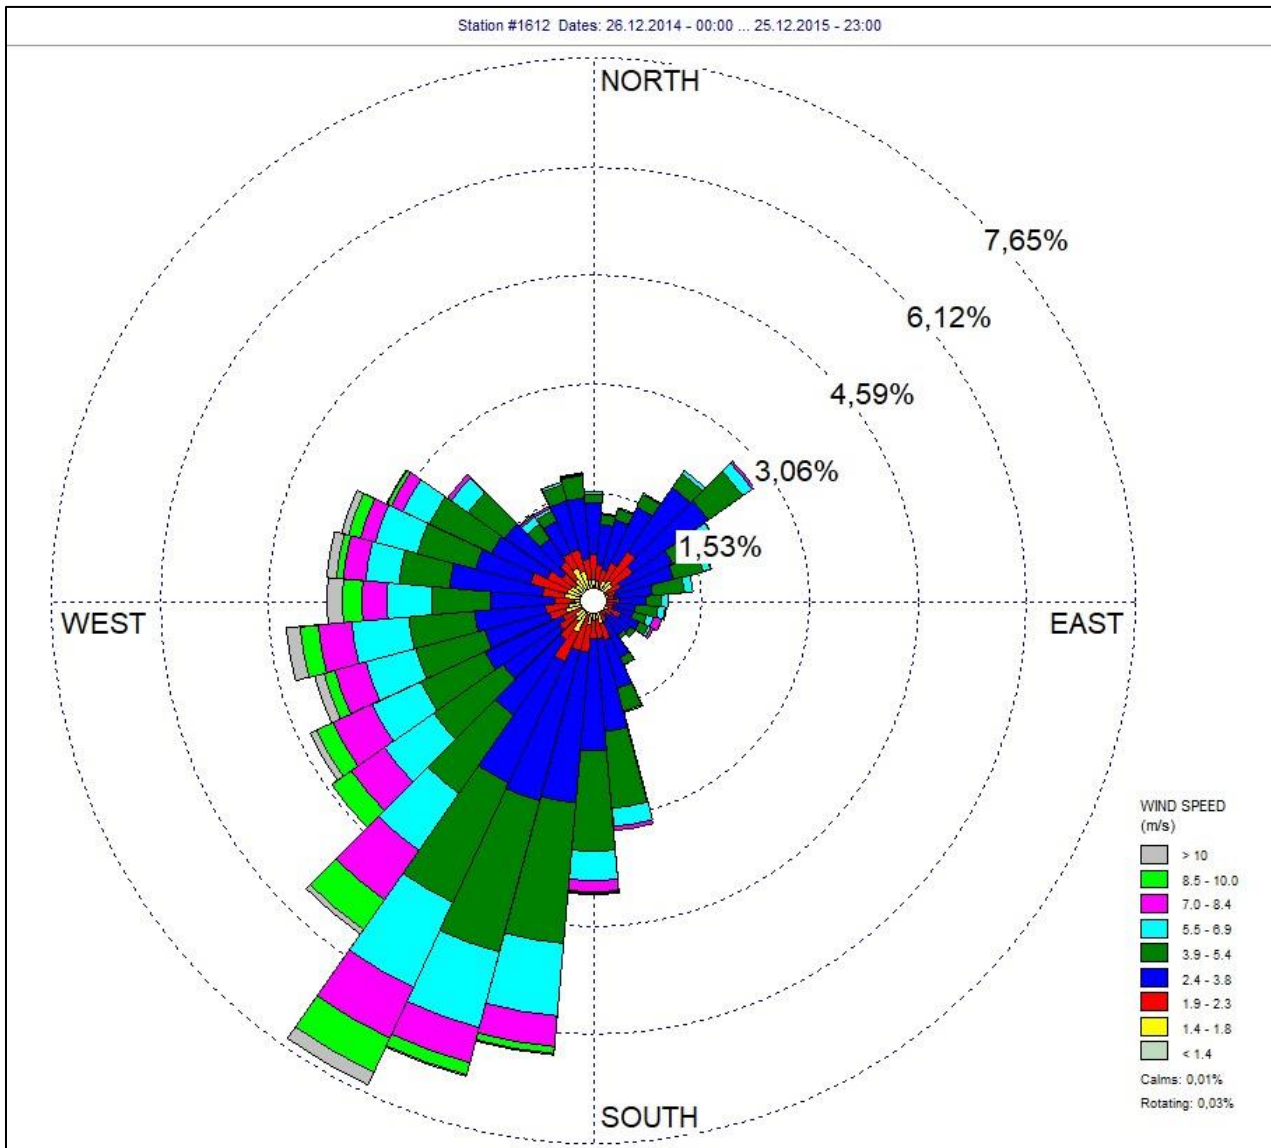 Station #1612 Dates: 26.12.2014 - 00:00 ... 25.12.2015 - 23:00
NORTH
7,65%
6,12%
4,59%
3,06%
1,53%
WEST
EAST
SOUTH
WIND SPEED
(m/s)
> 10
8.5 - 10.0
7.0 - 8.4
5.5 - 6.9
3.9 - 5.4
2.4 - 3.8
1.9 - 2.3
1.4 - 1.8
< 1.4
Calms: 0,01%
Rotating: 0,03%